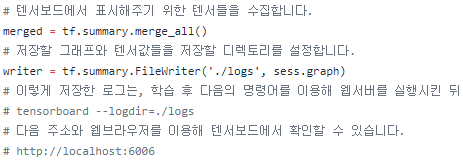 # 텐서보드에서 표시해주기 위한 텐서들을 수집합니다.
merged = tf.summary.merge_all()
# 저장할 그래프와 텐서값들을 저장할 디렉토리를 설정합니다.
writer = tf.summary.FileWriter('./logs', sess.graph)
# 이렇게 저장한 로그는, 학습 후 다음의 명령어를 이용해 웹서버를 실행시킨 뒤
# tensorboard --logdir=./logs
# 다음 주소와 웹브라우저를 이용해 텐서보드에서 확인할 수 있습니다.
# http://localhost:6006